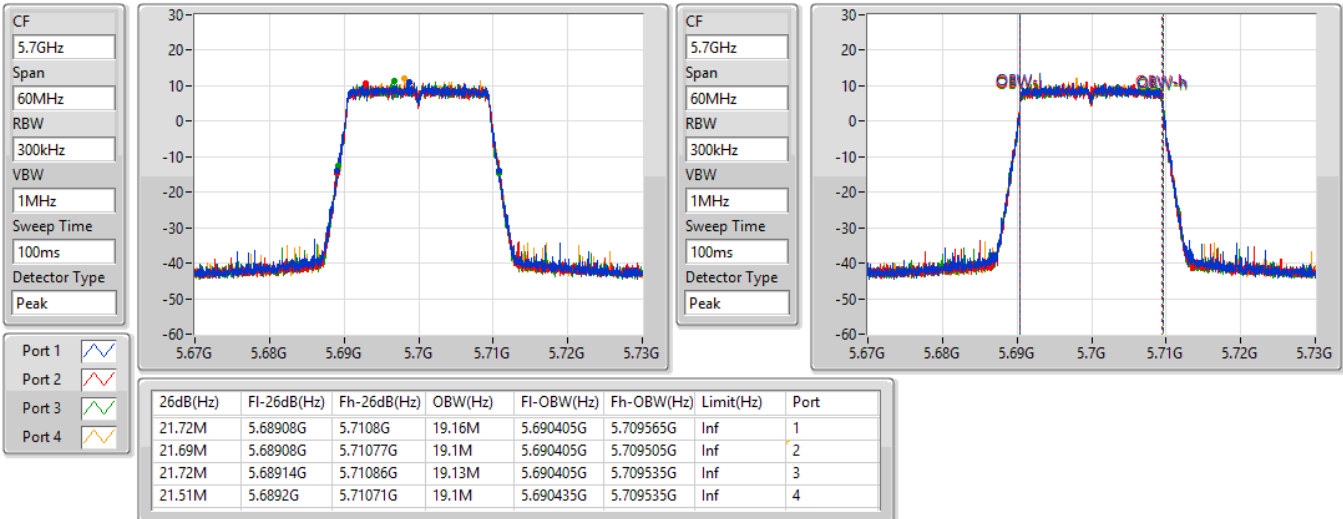 CF
5.7GHz
Span
60MHz
RBW
300kHz
VBW
1MHz
Sweep Time
100ms
Detector Type
Peak
30
20
10
0
-10
-20
-30
-40
-50
-60
5.67G 5.68G 5.69G 5.7G 5.71G 5.72G 5.73G
CF
5.7GHz
Span
60MHz
RBW
300kHz
VBW
1MHz
Sweep Time
100ms
Detector Type
Peak
30
20
10
0
-10
-20
-30
-40
-50
-60
OBW-l OBW-h
5.67G 5.68G 5.69G 5.7G 5.71G 5.72G 5.73G
Port 1
Port 2
Port 3
Port 4
26dB(Hz) Fl-26dB(Hz) Fh-26dB(Hz) OBW(Hz) Fl-OBW(Hz) Fh-OBW(Hz) Limit(Hz) Port
21.72M 5.68908G 5.7108G 19.16M 5.690405G 5.709565G Inf 1
21.69M 5.68908G 5.71077G 19.1M 5.690405G 5.709505G Inf 2
21.72M 5.68914G 5.71086G 19.13M 5.690405G 5.709535G Inf 3
21.51M 5.6892G 5.71071G 19.1M 5.690435G 5.709535G Inf 4